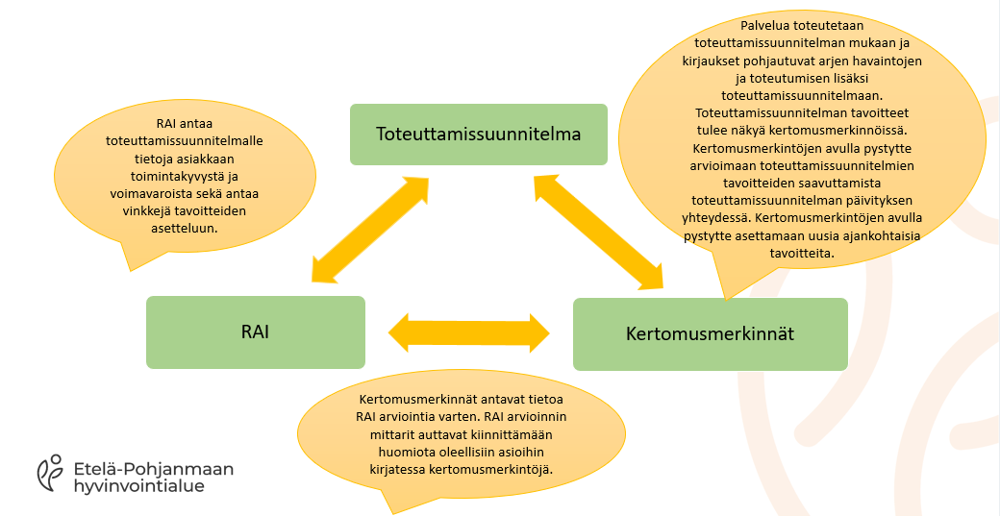 Palvelua toteutetaan
toteuttamissuunnitelman mukaan ja
kirjaukset pohjautuvat arjen havaintojen
ja toteutumisen lisäksi
toteuttamissuunnitelmaan.
Toteuttamissuunnitelman tavoitteet
tulee näkyä kertomusmerkinnöissä.
Kertomusmerkintöjen avulla pystytte
arvioimaan toteuttamissuunnitelmien
tavoitteiden saavuttamista
toteuttamissuunnitelman päivityksen
yhteydessä. Kertomusmerkintöjen avulla
pystytte asettamaan uusia ajankohtaisia
tavoitteita.
Toteuttamissuunnitelma
RAI antaa
toteuttamissuunnitelmalle
tietoja asiakkaan
toimintakyvystä ja
voimavaroista sekä antaa
vinkkejä tavoitteiden
asetteluun.
RAI
Kertomusmerkinnät
Kertomusmerkinnät antavat tietoa
RAI arviointia varten. RAI arvioinnin
mittarit auttavat kiinnittämään
huomiota oleellisiin asioihin
kirjatessa kertomusmerkintöjä.
Etelä-Pohjanmaan
hyvinvointialue